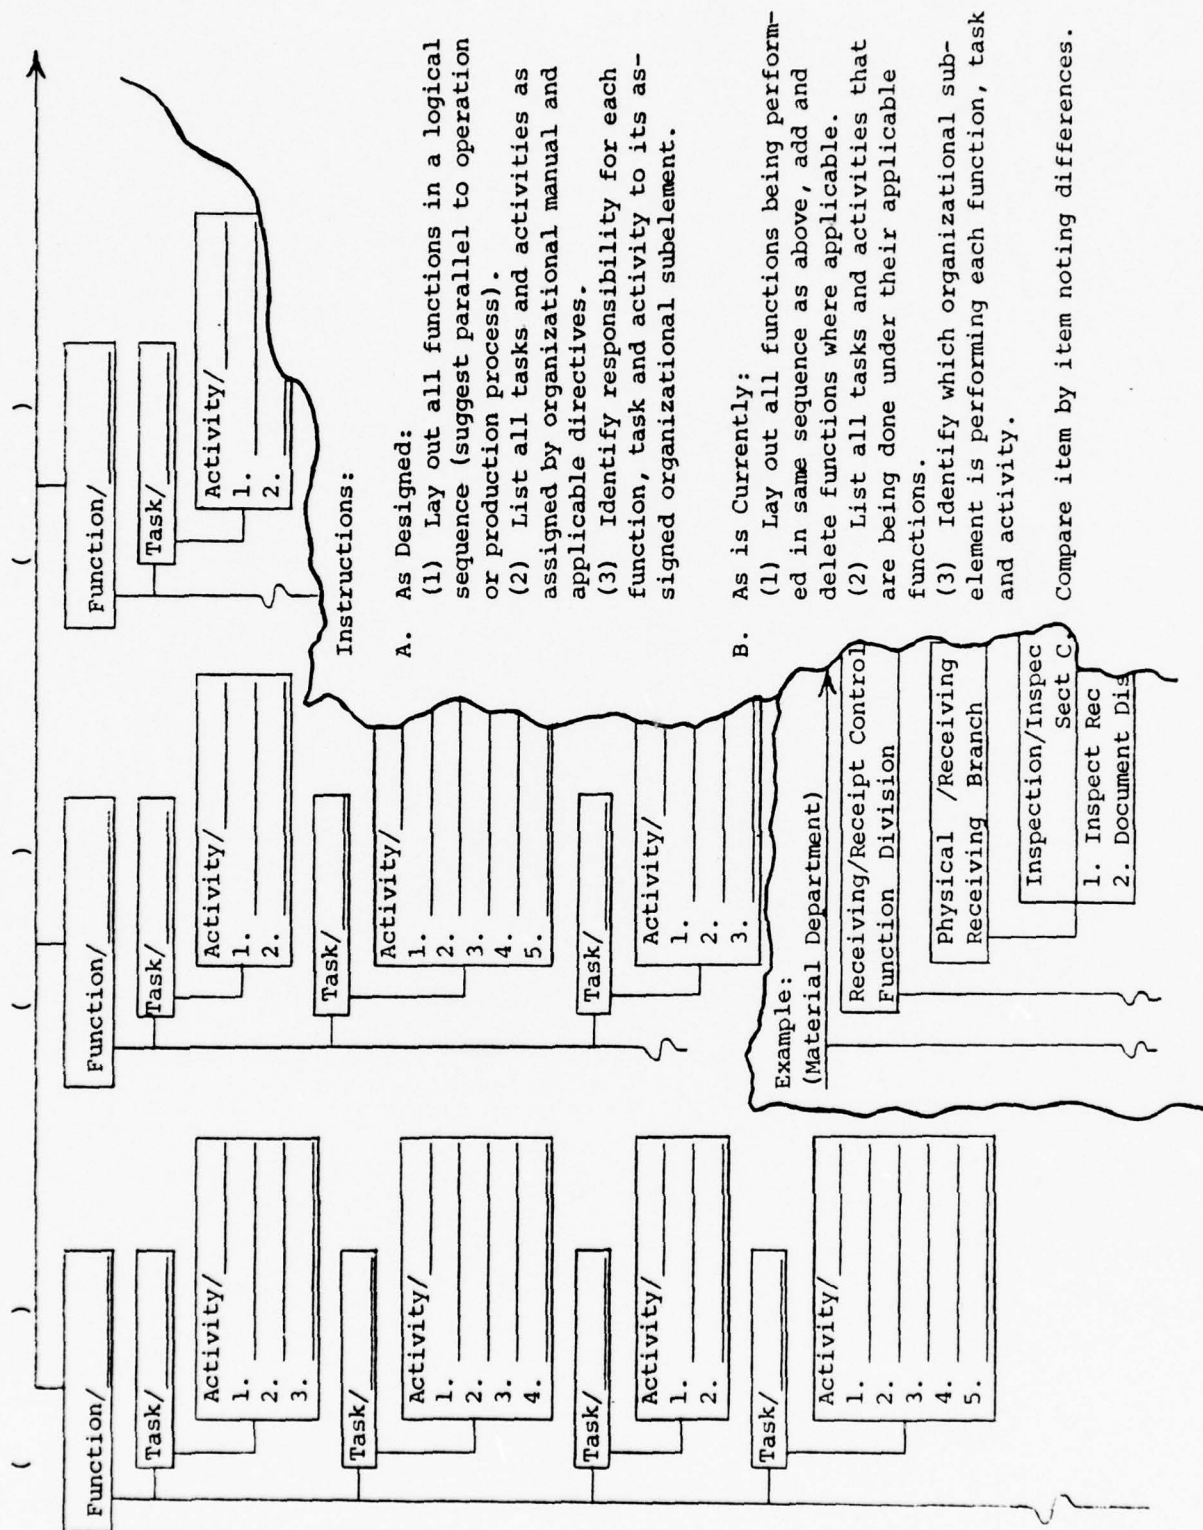 ( )
Function/
Task/
Activity/
1.
2.
3.
Task/
Activity/
1.
2.
3.
4.
Task/
Activity/
1.
2.
Task/
Activity/
1.
2.
3.
4.
5.
( )
Function/
Task/
Activity/
1.
2.
Task/
Activity/
1.
2.
3.
4.
5.
Task/
Activity/
1.
2.
3.
( )
Function/
Task/
Activity/
1.
2.
Instructions:
A. As Designed:
(1) Lay out all functions in a logical
sequence (suggest parallel to operation
or production process).
(2) List all tasks and activities as
assigned by organizational manual and
applicable directives.
(3) Identify responsibility for each
function, task and activity to its as-
signed organizational subelement.
B. As is Currently:
(1) Lay out all functions being perform-
ed in same sequence as above, add and
delete functions where applicable.
(2) List all tasks and activities that
are being done under their applicable
functions.
(3) Identify which organizational sub-
element is performing each function, task
and activity.
C. Compare item by item noting differences.
Example:
(Material Department)
Receiving/Receipt Control
Function Division
Physical /Receiving
Receiving Branch
Inspection/Inspec
Sect
1. Inspect Rec
2. Document Dis